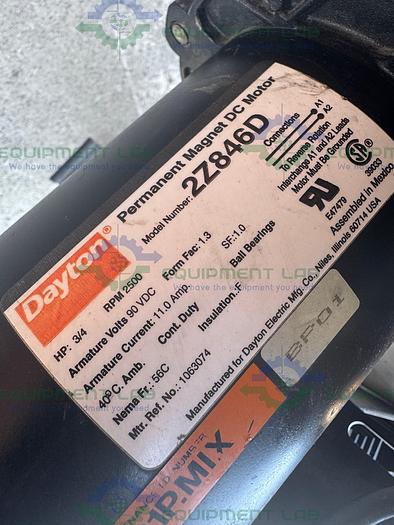 Dayton
Permanent Magnet DC Motor
Model Number: 2Z846D
Connections
A1
A2
To Reverse Rotation
Interchange A1 and A2 Leads
Motor Must Be Grounded
HP: 3/4
RPM 2500
Form Fac: 1.3
SF: 1.0
Armature Volts 90 VDC
Armature Current: 11.0 Amp.
Ball Bearings
40°C. Amb.
Cont. Duty
Insulation:
Nema Fr.: 56C
Mtr. Ref. No.: 1063074
E47479
Assembled in Mexico
Manufactured for Dayton Electric Mfg. Co., Niles, Illinois 60714 USA
BP01
NUMBER
P-MIX
EQUIPMENT LAB
We have the equipment you need